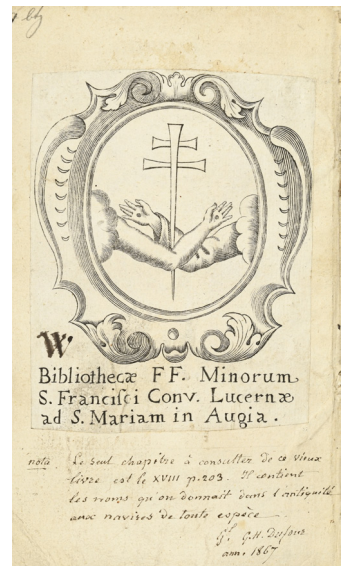 W
Bibliothecæ FF. Minorum
S. Francisci Conv. Lucernæ
ad S. Mariam in Augia.
nota Le seul chapitre à consulter de ce vieux
livre est le XVIII p. 203. Il contient
les noms qu'on donnait dans l'antiquité
aux navires de toute espèce
Gl. G.H. Dufour
ann. 1867